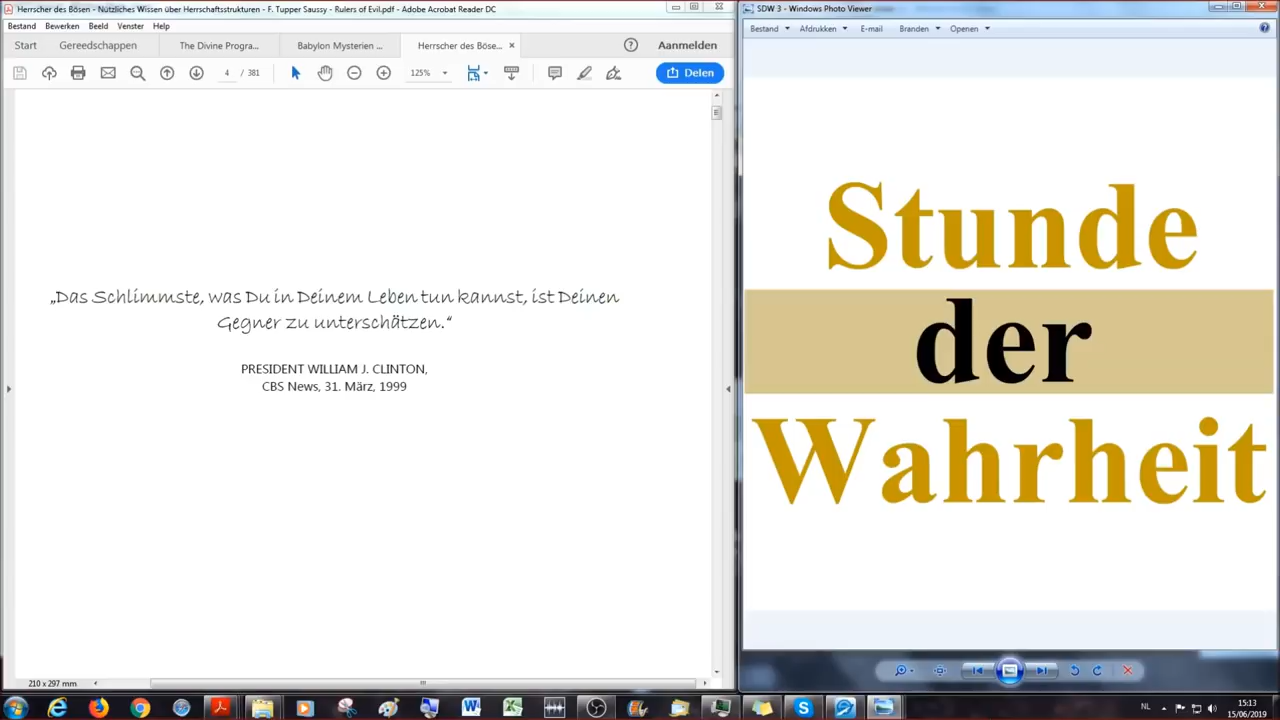 Herrscher des Bösen - Nützliches Wissen über Herrschaftsstrukturen - F. Tupper Saussy - Rulers of Evil.pdf - Adobe Acrobat Reader DC
Bestand Bewerken Beeld Venster Help
Start Gereedschappen The Divine Progra... Babylon Mysterien ... Herrscher des Böse... × Aanmelden
4 / 381 125% Delen
„Das Schlimmste, was Du in Deinem Leben tun kannst, ist Deinen
Gegner zu unterschätzen.“
PRESIDENT WILLIAM J. CLINTON,
CBS News, 31. März, 1999
210 x 297 mm
SDW 3 - Windows Photo Viewer
Bestand Afdrukken E-mail Branden Openen
Stunde
der
Wahrheit
NL 15:13
15/06/2019